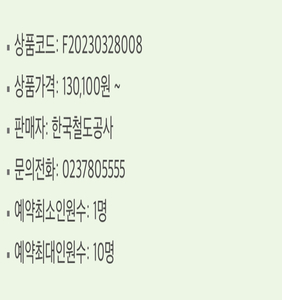 • 상품코드: F20230328008
• 상품가격: 130,100원 ~
• 판매자: 한국철도공사
• 문의전화: 0237805555
• 예약최소인원수: 1명
• 예약최대인원수: 10명